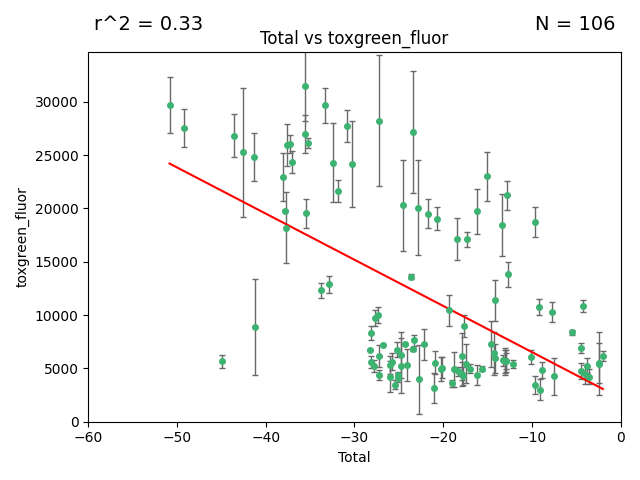 r^2 = 0.33
N = 106
Total vs toxgreen_fluor
toxgreen_fluor
30000
25000
20000
15000
10000
5000
0
−60
−50
−40
−30
−20
−10
0
Total